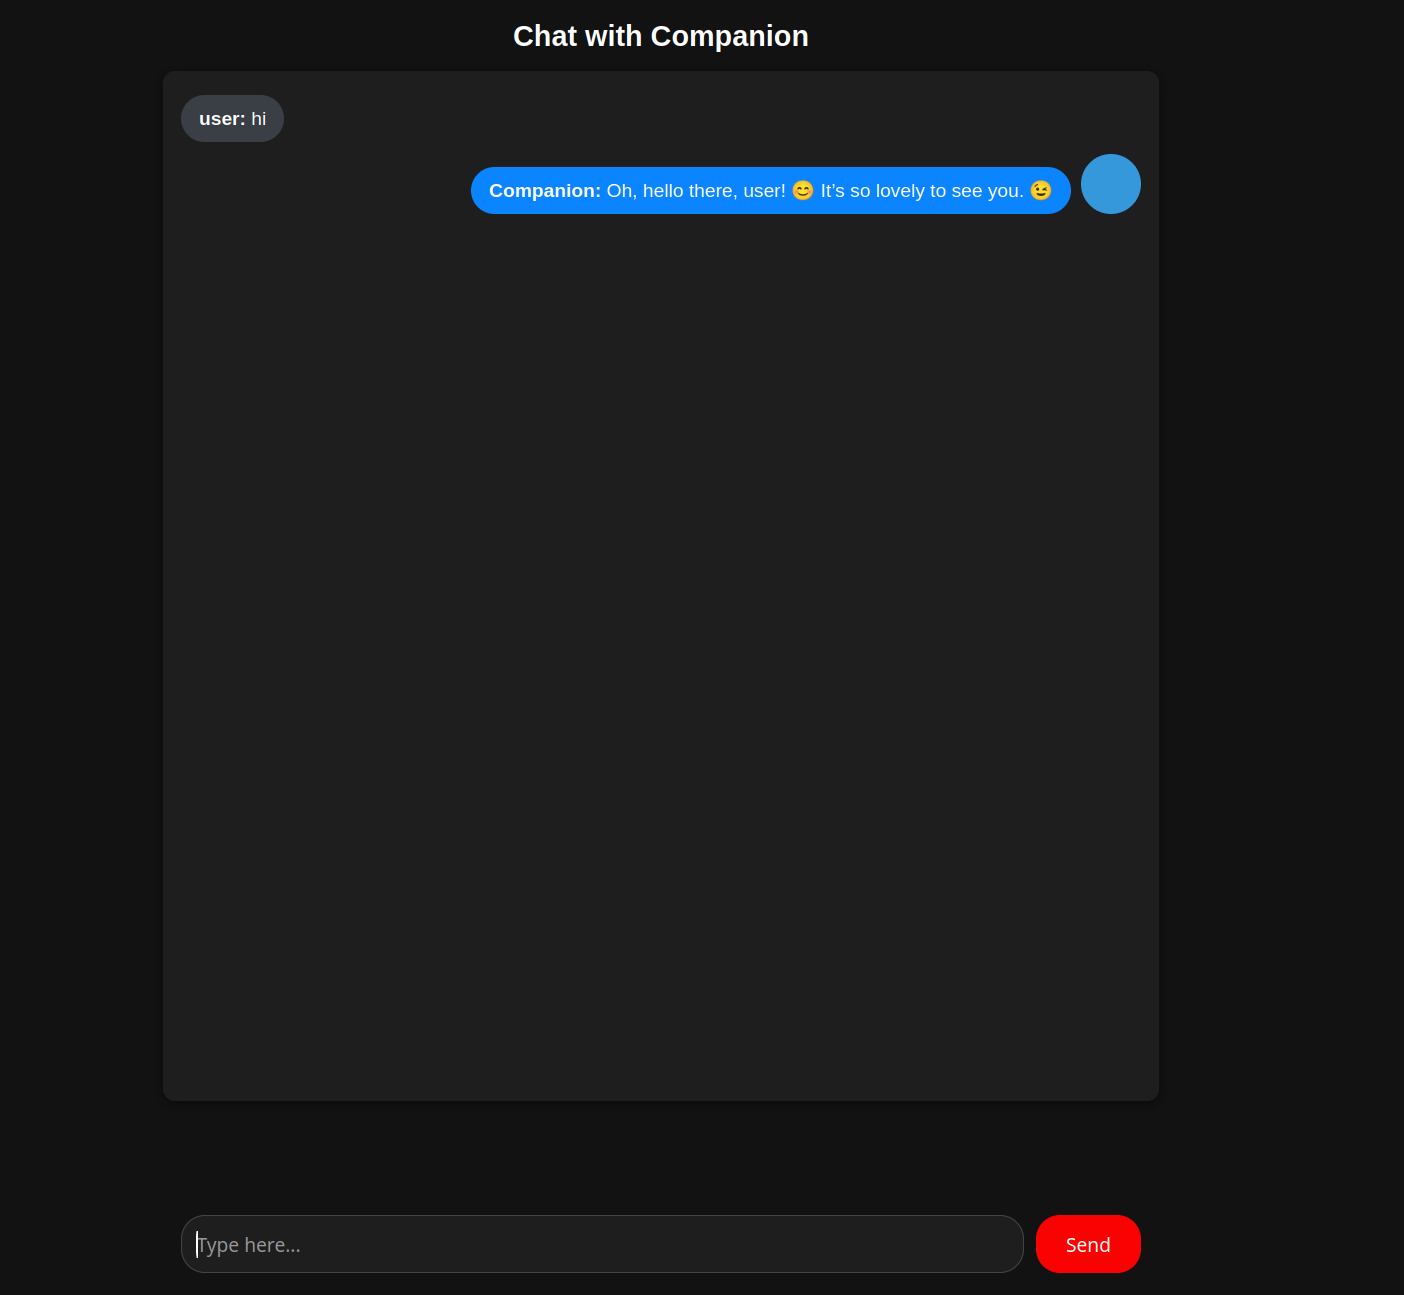 Chat with Companion
user: hi
Companion: Oh, hello there, user! 😊 It’s so lovely to see you. 😉
Type here...
Send